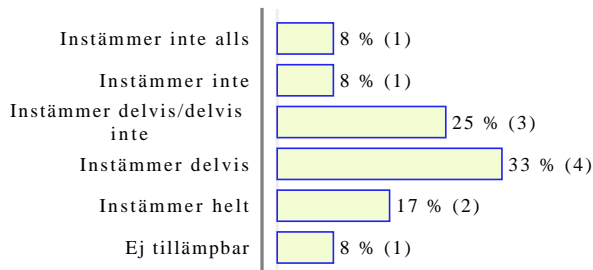 Instämmer inte alls 8 % (1)
Instämmer inte 8 % (1)
Instämmer delvis/delvis
inte 25 % (3)
Instämmer delvis 33 % (4)
Instämmer helt 17 % (2)
Ej tillämpbar 8 % (1)